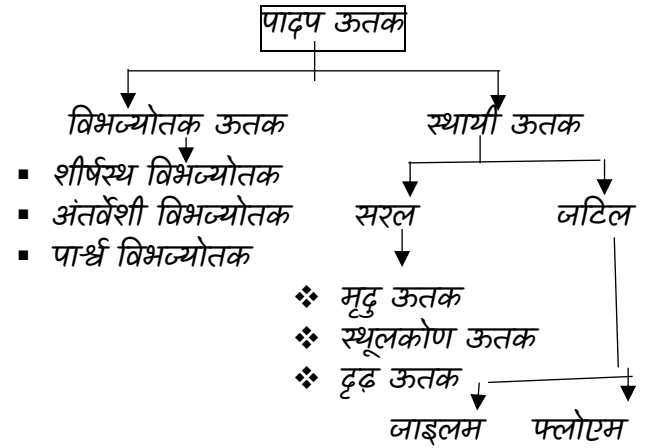 पादप ऊतक
विभज्योतक ऊतक
स्थायी ऊतक
▪ शीर्षस्थ विभज्योतक
▪ अंतर्वेशी विभज्योतक
▪ पार्श्व विभज्योतक
सरल
जटिल
❖ मृदु ऊतक
❖ स्थूलकोण ऊतक
❖ दृढ़ ऊतक
जाइलम
फ्लोएम